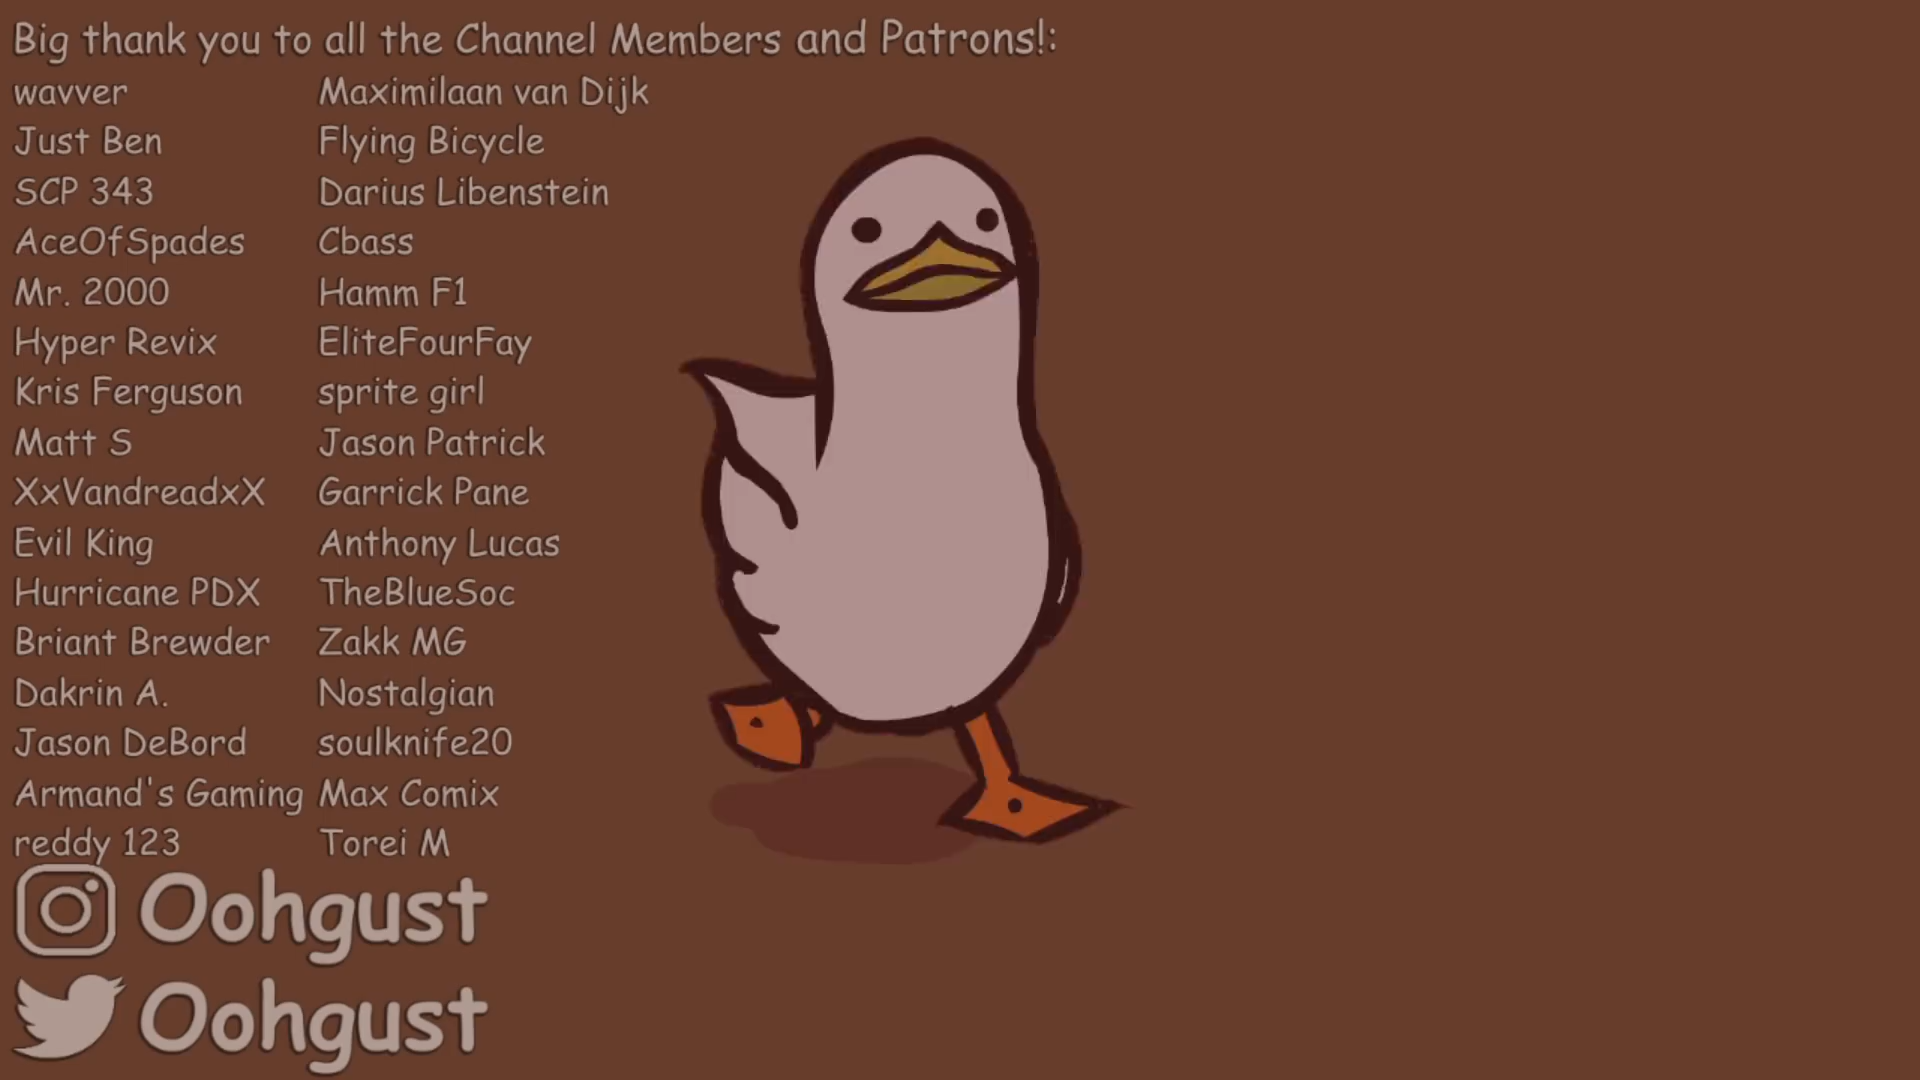 Big thank you to all the Channel Members and Patrons!:
wavver
Just Ben
SCP 343
AceOfSpades
Mr. 2000
Hyper Revix
Kris Ferguson
Matt S
XxVandreadxX
Evil King
Hurricane PDX
Briant Brewder
Dakrin A.
Jason DeBord
Armand's Gaming
reddy 123
Maximilaan van Dijk
Flying Bicycle
Darius Libenstein
Cbass
Hamm F1
EliteFourFay
sprite girl
Jason Patrick
Garrick Pane
Anthony Lucas
TheBlueSoc
Zakk MG
Nostalgian
soulknife20
Max Comix
Torei M
Oohgust
Oohgust